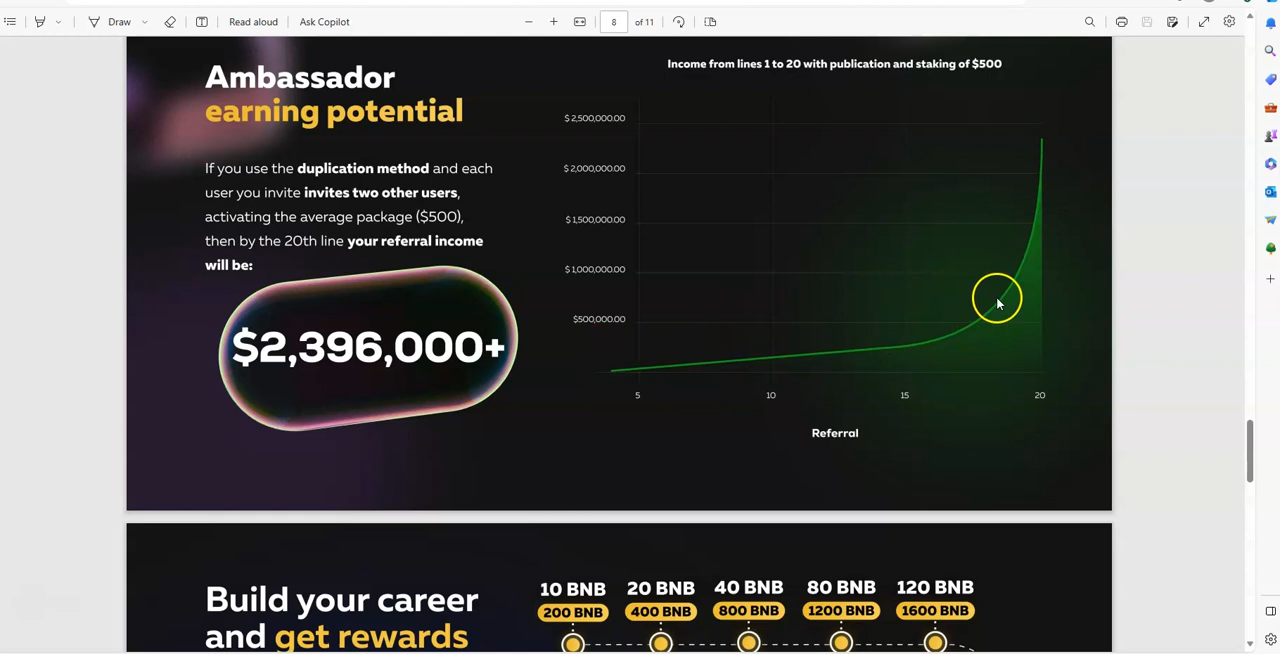 Draw
Read aloud
Ask Copilot
8
of 11
Ambassador
earning potential
If you use the duplication method and each
user you invite invites two other users,
activating the average package ($500),
then by the 20th line your referral income
will be:
$2,396,000+
Income from lines 1 to 20 with publication and staking of $500
$ 2,500,000.00
$ 2,000,000.00
$ 1,500,000.00
$ 1,000,000.00
$500,000.00
5
10
15
20
Referral
Build your career
and get rewards
10 BNB
20 BNB
40 BNB
80 BNB
120 BNB
200 BNB
400 BNB
800 BNB
1200 BNB
1600 BNB